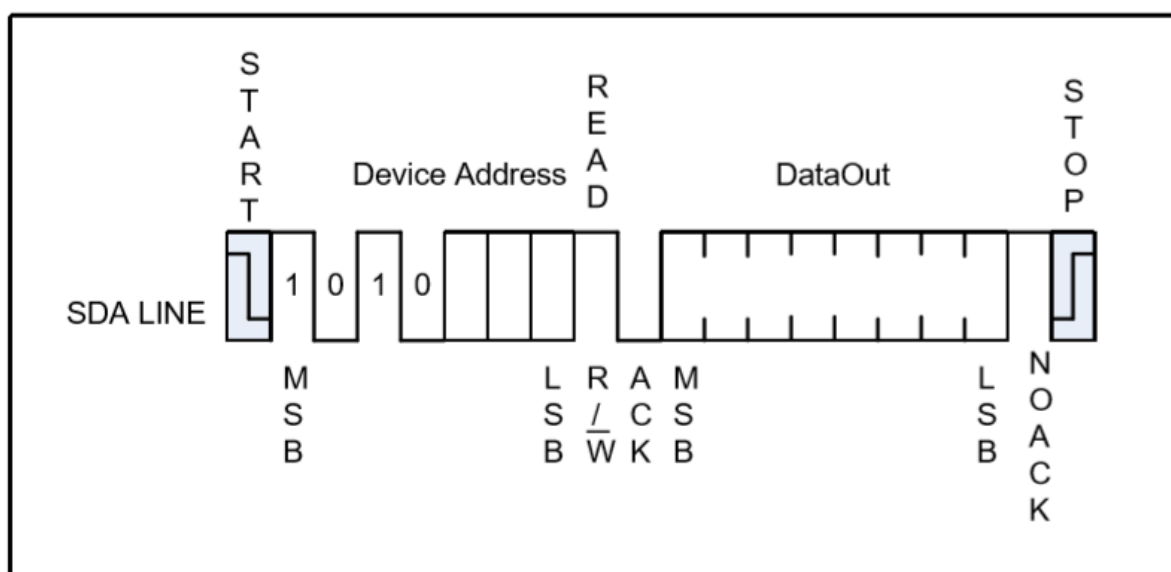 START
READ
STOP
Device Address
DataOut
SDA LINE
1 0 1 0
MSB
LSB
R/W
ACK
MSB
LSB
NOACK